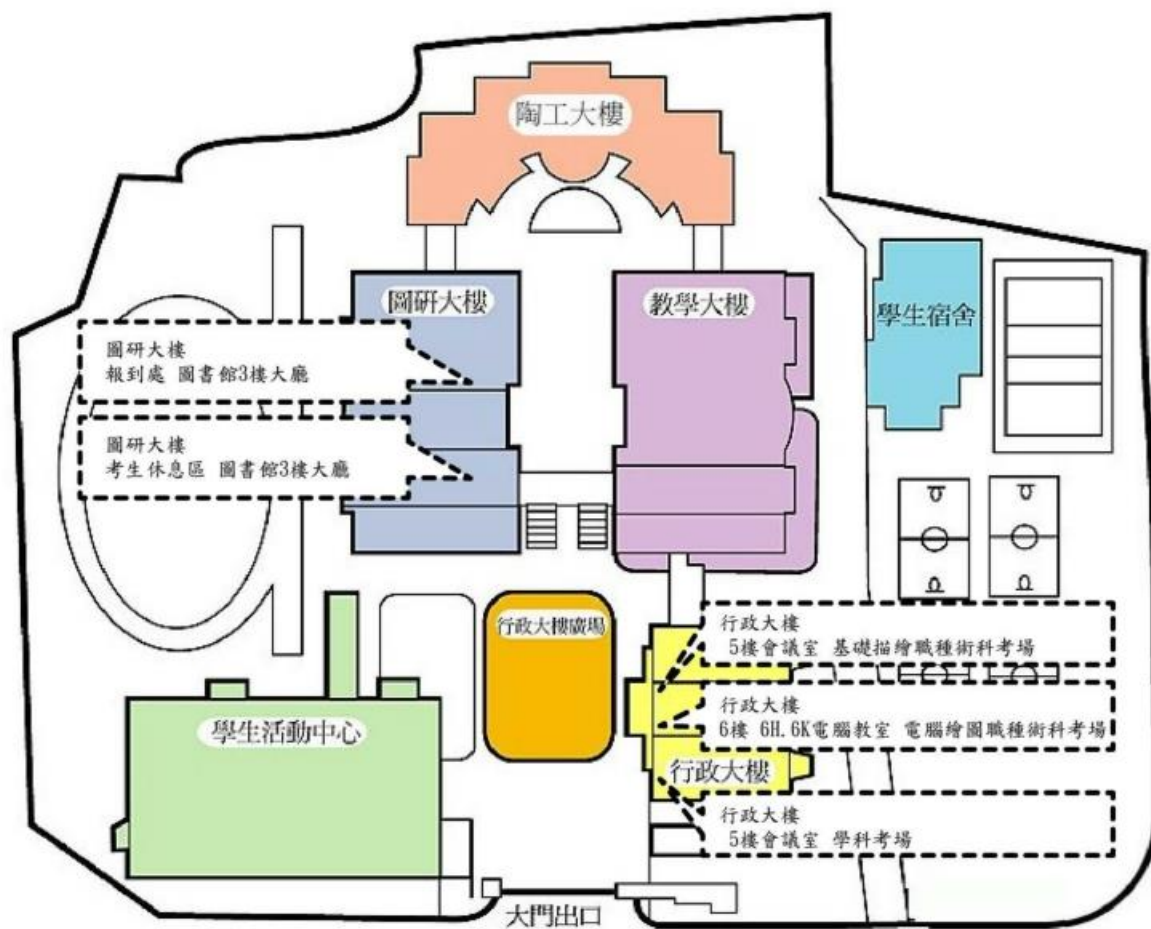 陶工大樓
圖研大樓
教學大樓
學生宿舍
圖研大樓
報到處 圖書館3樓大廳
圖研大樓
考生休息區 圖書館3樓大廳
行政大樓廣場
行政大樓
5樓會議室 基礎描繪職種術科考場
行政大樓
6樓 6H.6K電腦教室 電腦繪圖職種術科考場
學生活動中心
行政大樓
行政大樓
5樓會議室 學科考場
大門出口